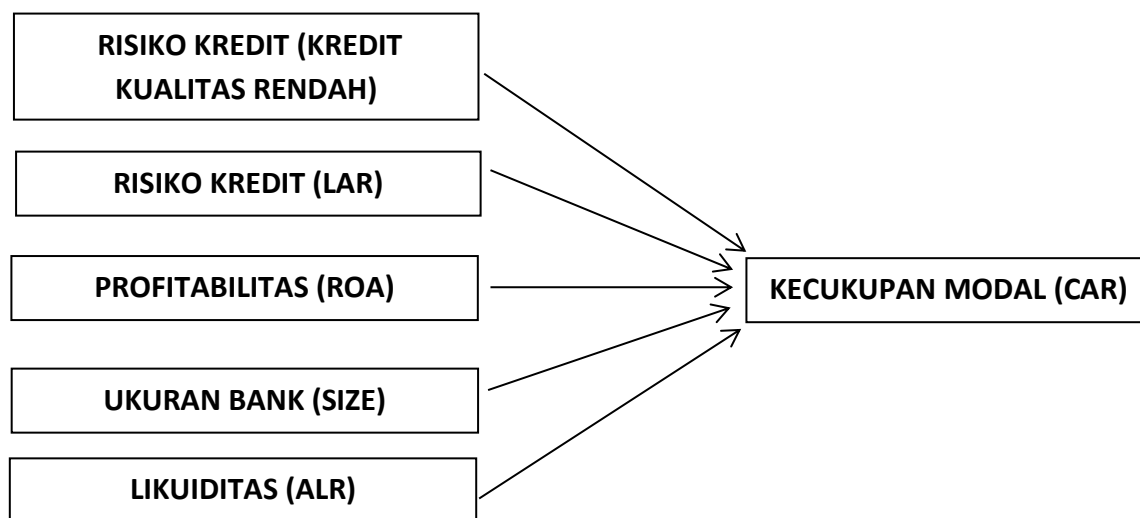 RISIKO KREDIT (KREDIT
KUALITAS RENDAH)
RISIKO KREDIT (LAR)
PROFITABILITAS (ROA)
KECUKUPAN MODAL (CAR)
UKURAN BANK (SIZE)
LIKUIDITAS (ALR)